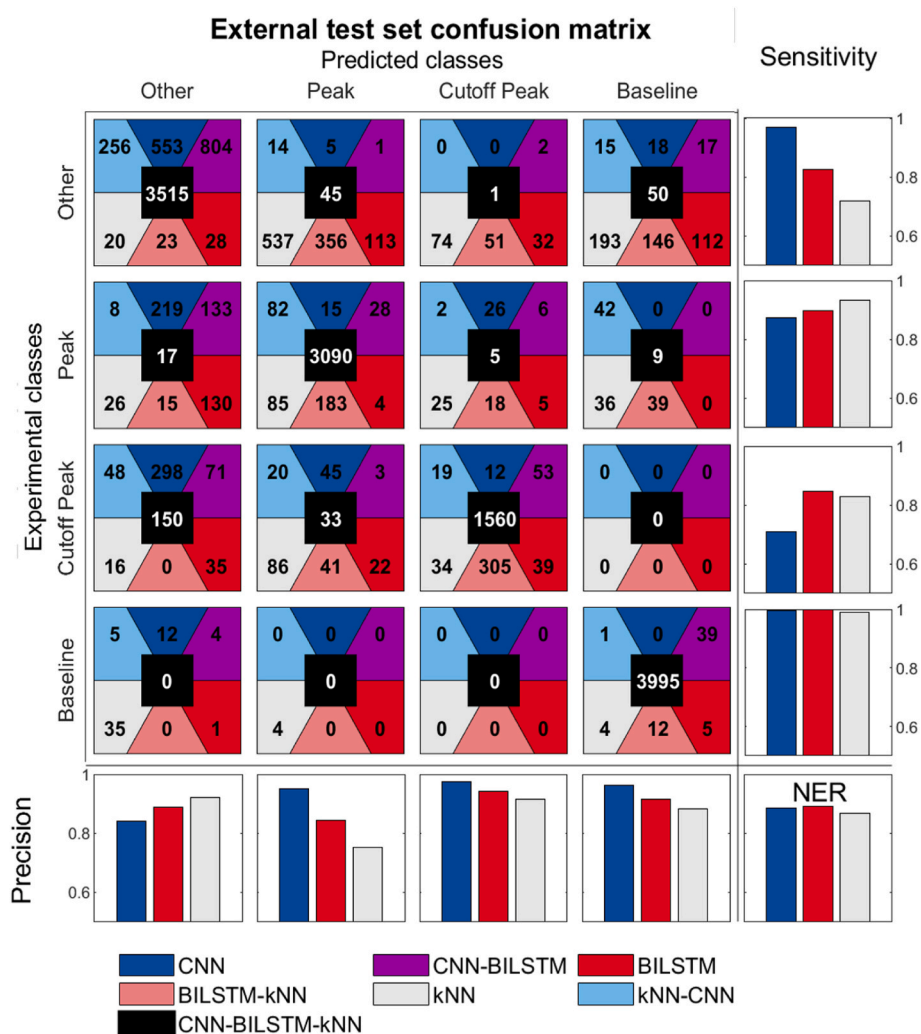 External test set confusion matrix
Predicted classes
Sensitivity
Other Peak Cutoff Peak Baseline
Experimental classes
Other
256 553 804 14 5 1 0 0 2 15 18 17
3515 45 1 50
20 23 28 537 356 113 74 51 32 193 146 112
1
0.8
0.6
Peak
8 219 133 82 15 28 2 26 6 42 0 0
17 3090 5 9
26 15 130 85 183 4 25 18 5 36 39 0
1
0.8
0.6
Cutoff Peak
48 298 71 20 45 3 19 12 53 0 0 0
150 33 1560 0
16 0 35 86 41 22 34 305 39 0 0 0
1
0.8
0.6
Baseline
5 12 4 0 0 0 0 0 0 1 0 39
0 0 0 3995
35 0 1 4 0 0 0 0 0 4 12 5
1
0.8
0.6
Precision
1
0.8
0.6
NER
1
0.8
0.6
CNN CNN-BILSTM BILSTM
BILSTM-kNN kNN kNN-CNN
CNN-BILSTM-kNN